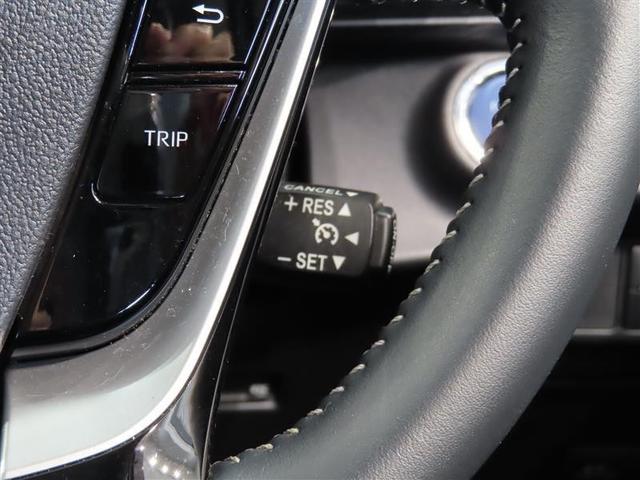 TRIP
CANCEL▼
+ RES ▲
◀
− SET ▼